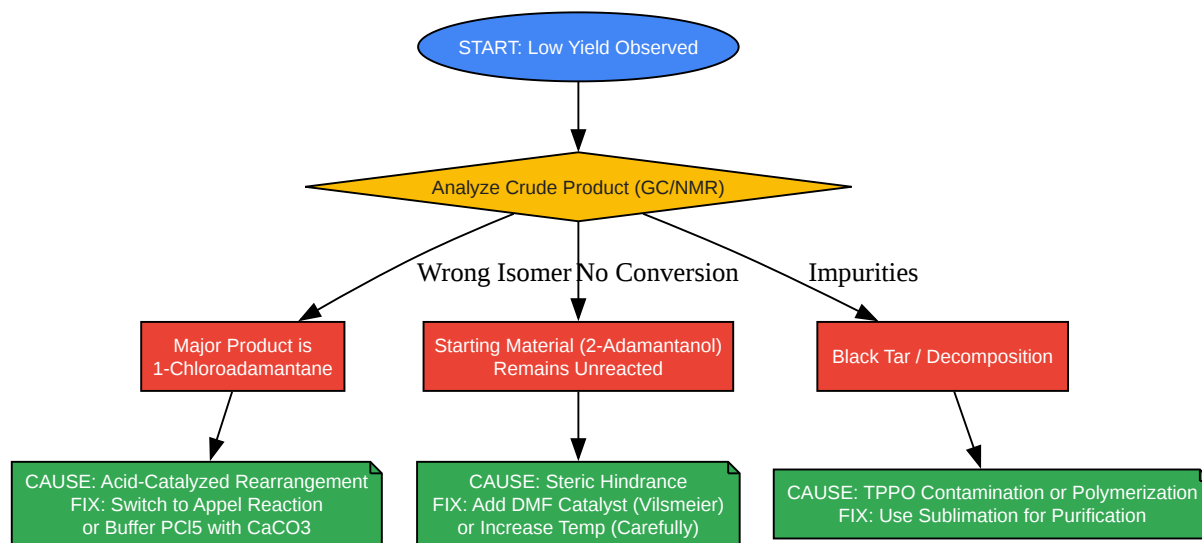 START: Low Yield Observed
Analyze Crude Product (GC/NMR)
Wrong Isomer
No Conversion
Impurities
Major Product is
1-Chloroadamantane
Starting Material (2-Adamantanol)
Remains Unreacted
Black Tar / Decomposition
CAUSE: Acid-Catalyzed Rearrangement
FIX: Switch to Appel Reaction
or Buffer PCl5 with CaCO3
CAUSE: Steric Hindrance
FIX: Add DMF Catalyst (Vilsmeier)
or Increase Temp (Carefully)
CAUSE: TPPO Contamination or Polymerization
FIX: Use Sublimation for Purification